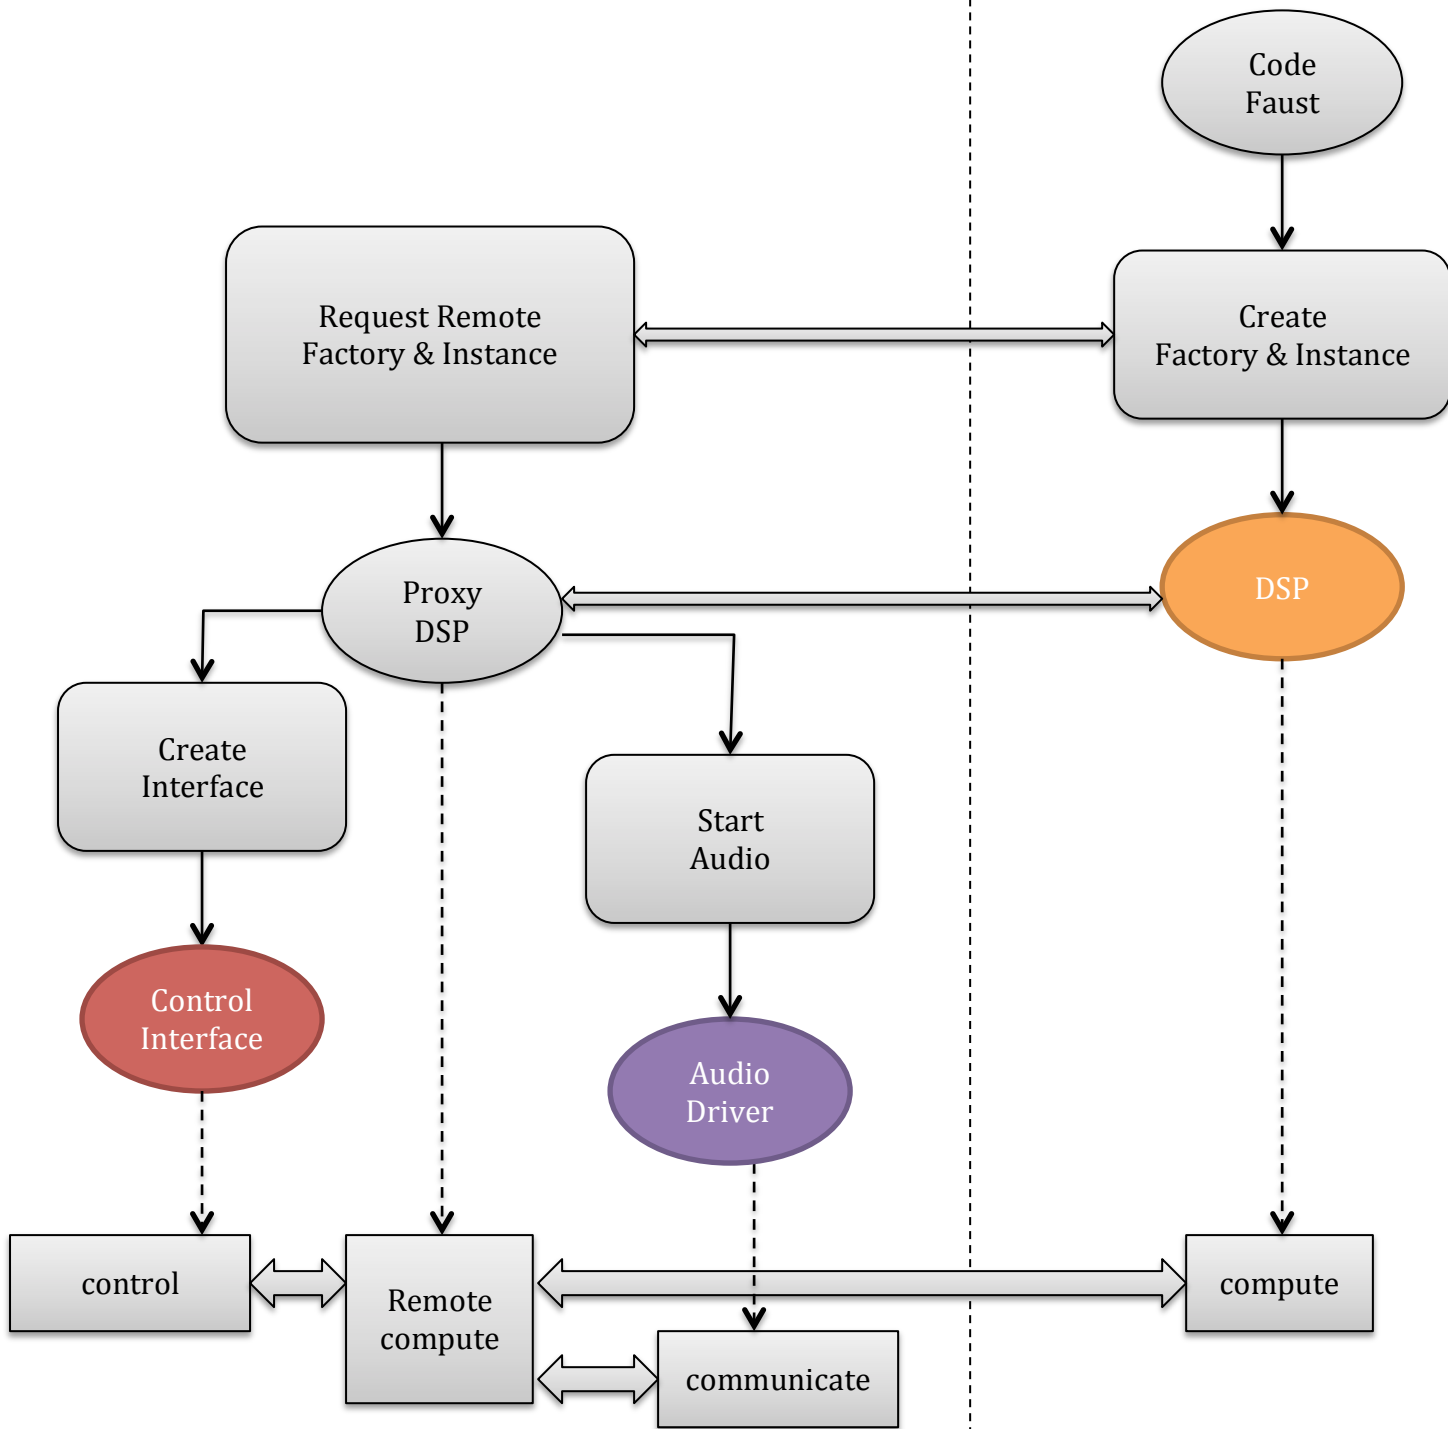 Code
Faust
Request Remote
Factory & Instance
Create
Factory & Instance
Proxy
DSP
DSP
Create
Interface
Start
Audio
Control
Interface
Audio
Driver
control
Remote
compute
compute
communicate